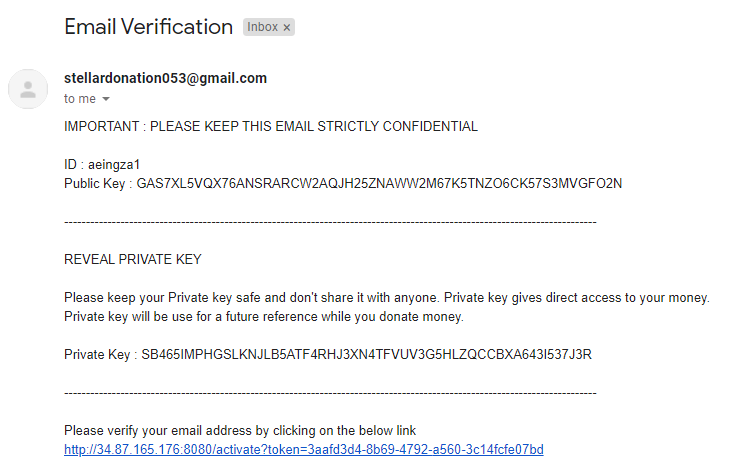 Email Verification Inbox ×
stellardonation053@gmail.com
to me
IMPORTANT : PLEASE KEEP THIS EMAIL STRICTLY CONFIDENTIAL
ID : aeingza1
Public Key : GAS7XL5VQX76ANSRARCW2AQJH25ZNAWW2M67K5TNZO6CK57S3MVGFO2N
------------------------------------------------------------------------------------------------------------------------
REVEAL PRIVATE KEY
Please keep your Private key safe and don't share it with anyone. Private key gives direct access to your money.
Private key will be use for a future reference while you donate money.
Private Key : SB465IMPHGSLKNJLB5ATF4RHJ3XN4TFVUV3G5HLZQCCBXA643I537J3R
------------------------------------------------------------------------------------------------------------------------
Please verify your email address by clicking on the below link
http://34.87.165.176:8080/activate?token=3aafd3d4-8b69-4792-a560-3c14fcfe07bd